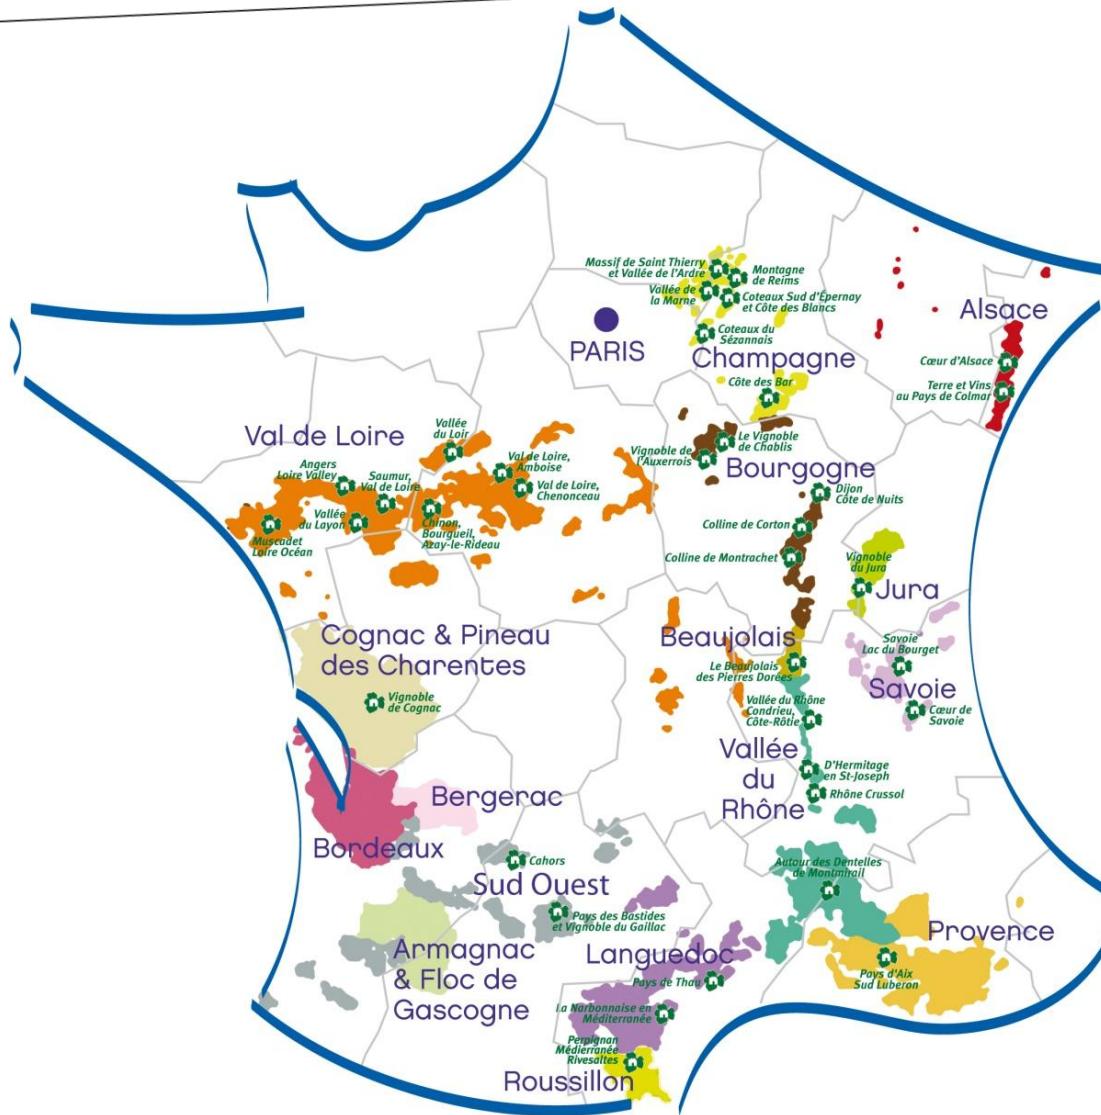 Massif de Saint Thierry
et Vallée de l'Ardre
Montagne
de Reims
Vallée de
la Marne
Coteaux Sud d'Épernay
et Côte des Blancs
Coteaux du
Sézannais
PARIS
Champagne
Côte des Bar
Alsace
Cœur d'Alsace
Terre et Vins
au Pays de Colmar
Val de Loire
Vallée
du Loir
Angers
Loire Valley
Saumur,
Val de Loire
Val de Loire,
Amboise
Val de Loire,
Chenonceau
Vallée
du Layon
Chinon,
Bourgueil,
Azay-le-Rideau
Muscadet
Loire Océan
Le Vignoble
de Chablis
Vignoble de
l'Auxerrois
Bourgogne
Dijon
Côte de Nuits
Colline de Corton
Colline de Montrachet
Vignoble
du Jura
Jura
Cognac & Pineau
des Charentes
Vignoble
de Cognac
Beaujolais
Le Beaujolais
des Pierres Dorées
Savoie
Lac du Bourget
Savoie
Cœur de
Savoie
Vallée du Rhône
Condrieu,
Côte-Rôtie
Vallée
du
Rhône
D'Hermitage
en St-Joseph
Rhône Crussol
Bergerac
Bordeaux
Cahors
Sud Ouest
Pays des Bastides
et Vignoble du Gaillac
Autour des Dentelles
de Montmirail
Armagnac
& Floc de
Gascogne
Languedoc
Pays de Thau
La Narbonnaise en
Méditerranée
Provence
Pays d'Aix
Sud Luberon
Perpignan
Médierranée
Rivesaltes
Roussillon